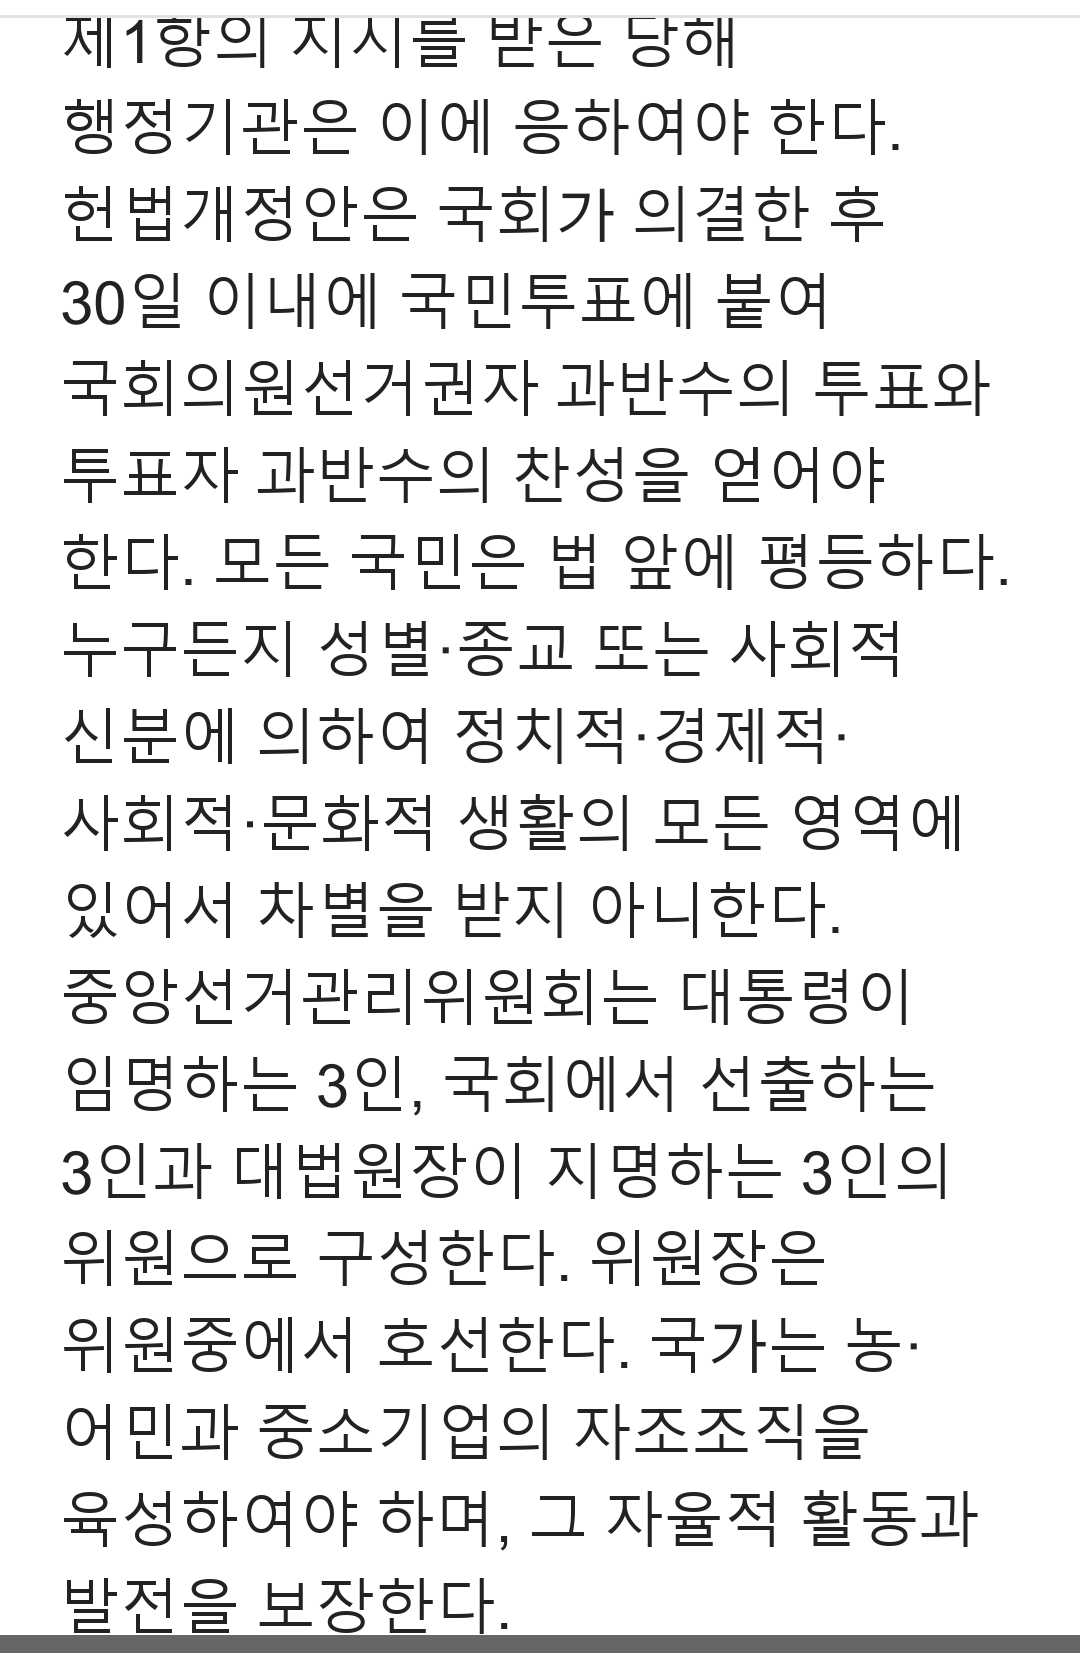 제1항의 지시를 받은 당해
행정기관은 이에 응하여야 한다.
헌법개정안은 국회가 의결한 후
30일 이내에 국민투표에 붙여
국회의원선거권자 과반수의 투표와
투표자 과반수의 찬성을 얻어야
한다. 모든 국민은 법 앞에 평등하다.
누구든지 성별·종교 또는 사회적
신분에 의하여 정치적·경제적·
사회적·문화적 생활의 모든 영역에
있어서 차별을 받지 아니한다.
중앙선거관리위원회는 대통령이
임명하는 3인, 국회에서 선출하는
3인과 대법원장이 지명하는 3인의
위원으로 구성한다. 위원장은
위원중에서 호선한다. 국가는 농·
어민과 중소기업의 자조조직을
육성하여야 하며, 그 자율적 활동과
발전을 보장한다.